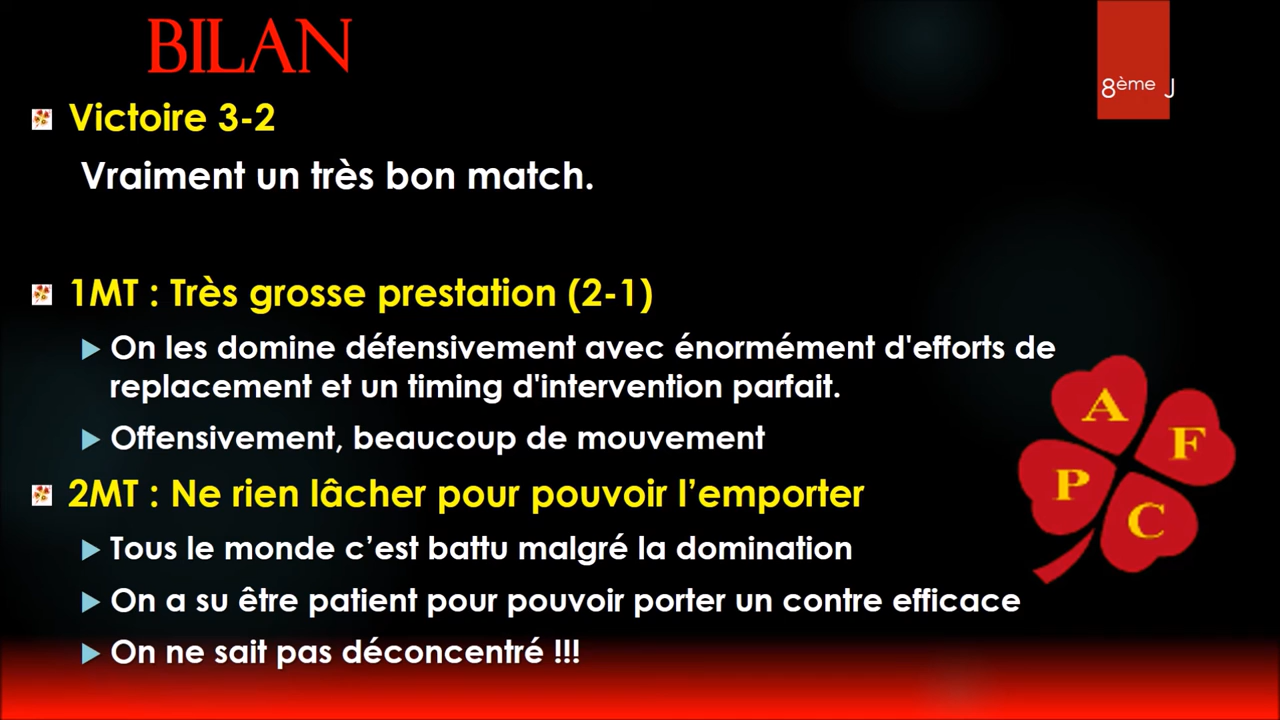 BILAN
8ème J
Victoire 3-2
Vraiment un très bon match.
1MT : Très grosse prestation (2-1)
On les domine défensivement avec énormément d'efforts de
replacement et un timing d'intervention parfait.
Offensivement, beaucoup de mouvement
2MT : Ne rien lâcher pour pouvoir l’emporter
Tous le monde c’est battu malgré la domination
On a su être patient pour pouvoir porter un contre efficace
On ne sait pas déconcentré !!!
A
F
P
C